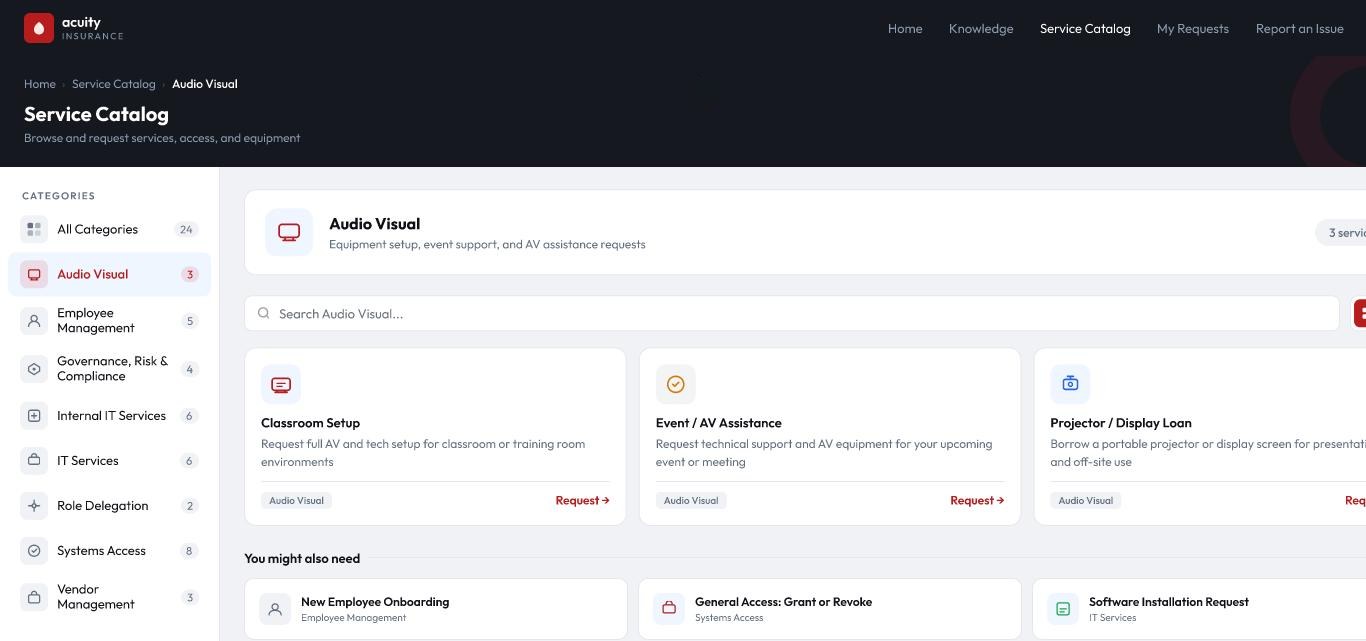 acuity
INSURANCE
Home
Knowledge
Service Catalog
My Requests
Report an Issue
Home › Service Catalog › Audio Visual
Service Catalog
Browse and request services, access, and equipment
CATEGORIES
All Categories 24
Audio Visual 3
Employee
Management 5
Governance, Risk &
Compliance 4
Internal IT Services 6
IT Services 6
Role Delegation 2
Systems Access 8
Vendor
Management 3
Audio Visual
Equipment setup, event support, and AV assistance requests
3 servic
Search Audio Visual...
Classroom Setup
Request full AV and tech setup for classroom or training room
environments
Audio Visual
Request →
Event / AV Assistance
Request technical support and AV equipment for your upcoming
event or meeting
Audio Visual
Request →
Projector / Display Loan
Borrow a portable projector or display screen for presentati
and off-site use
Audio Visual
Req
You might also need
New Employee Onboarding
Employee Management
General Access: Grant or Revoke
Systems Access
Software Installation Request
IT Services